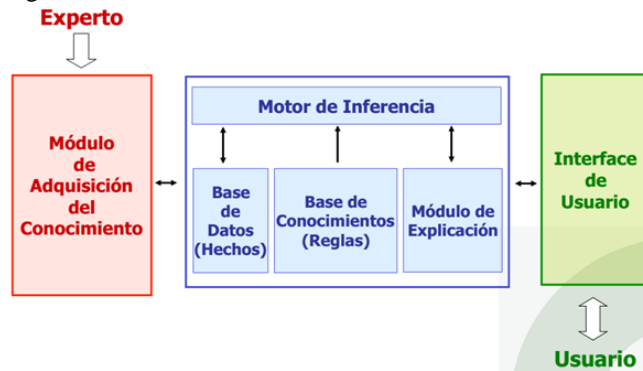 Experto
Módulo
de
Adquisición
del
Conocimiento
Motor de Inferencia
Base
de
Datos
(Hechos)
Base de
Conocimientos
(Reglas)
Módulo de
Explicación
Interface
de
Usuario
Usuario